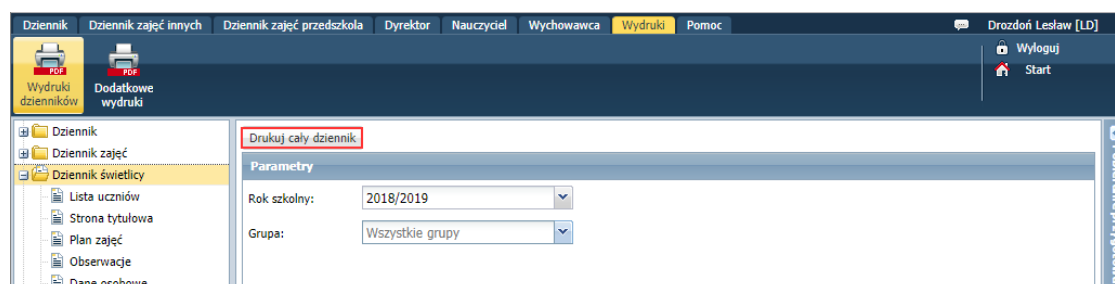 Dziennik Dziennik zajęć innych Dziennik zajęć przedszkola Dyrektor Nauczyciel Wychowawca Wydruki Pomoc Drozdoń Lesław [LD]
PDF Wydruki dzienników
PDF Dodatkowe wydruki
Wyloguj
Start
Dziennik
Dziennik zajęć
Dziennik świetlicy
Lista uczniów
Strona tytułowa
Plan zajęć
Obserwacje
Dane osobowe
Drukuj cały dziennik
Parametry
Rok szkolny: 2018/2019
Grupa: Wszystkie grupy